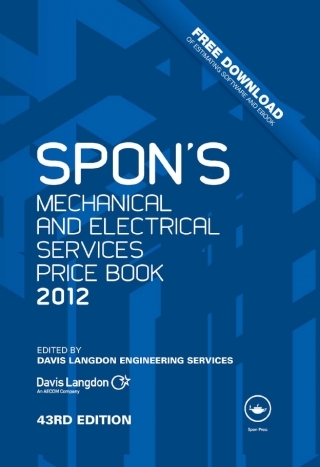 FREE DOWNLOAD
OF ESTIMATING SOFTWARE AND EBOOK
SPON'S
MECHANICAL
AND ELECTRICAL
SERVICES
PRICE BOOK
2012
EDITED BY
DAVIS LANGDON ENGINEERING SERVICES
Davis Langdon
An AECOM Company
43RD EDITION
Spon Press